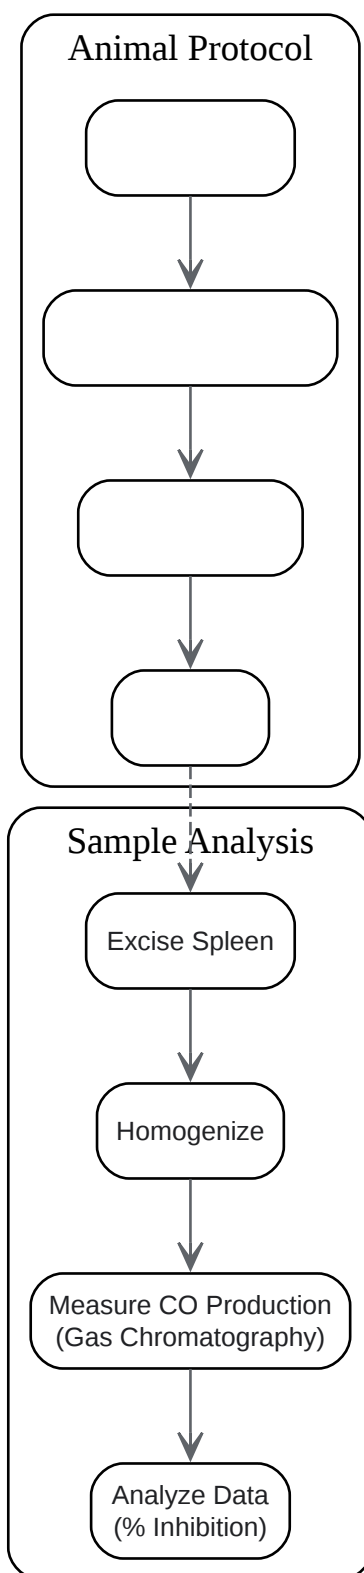 Animal Protocol
Sample Analysis
Excise Spleen
Homogenize
Measure CO Production
(Gas Chromatography)
Analyze Data
(% Inhibition)